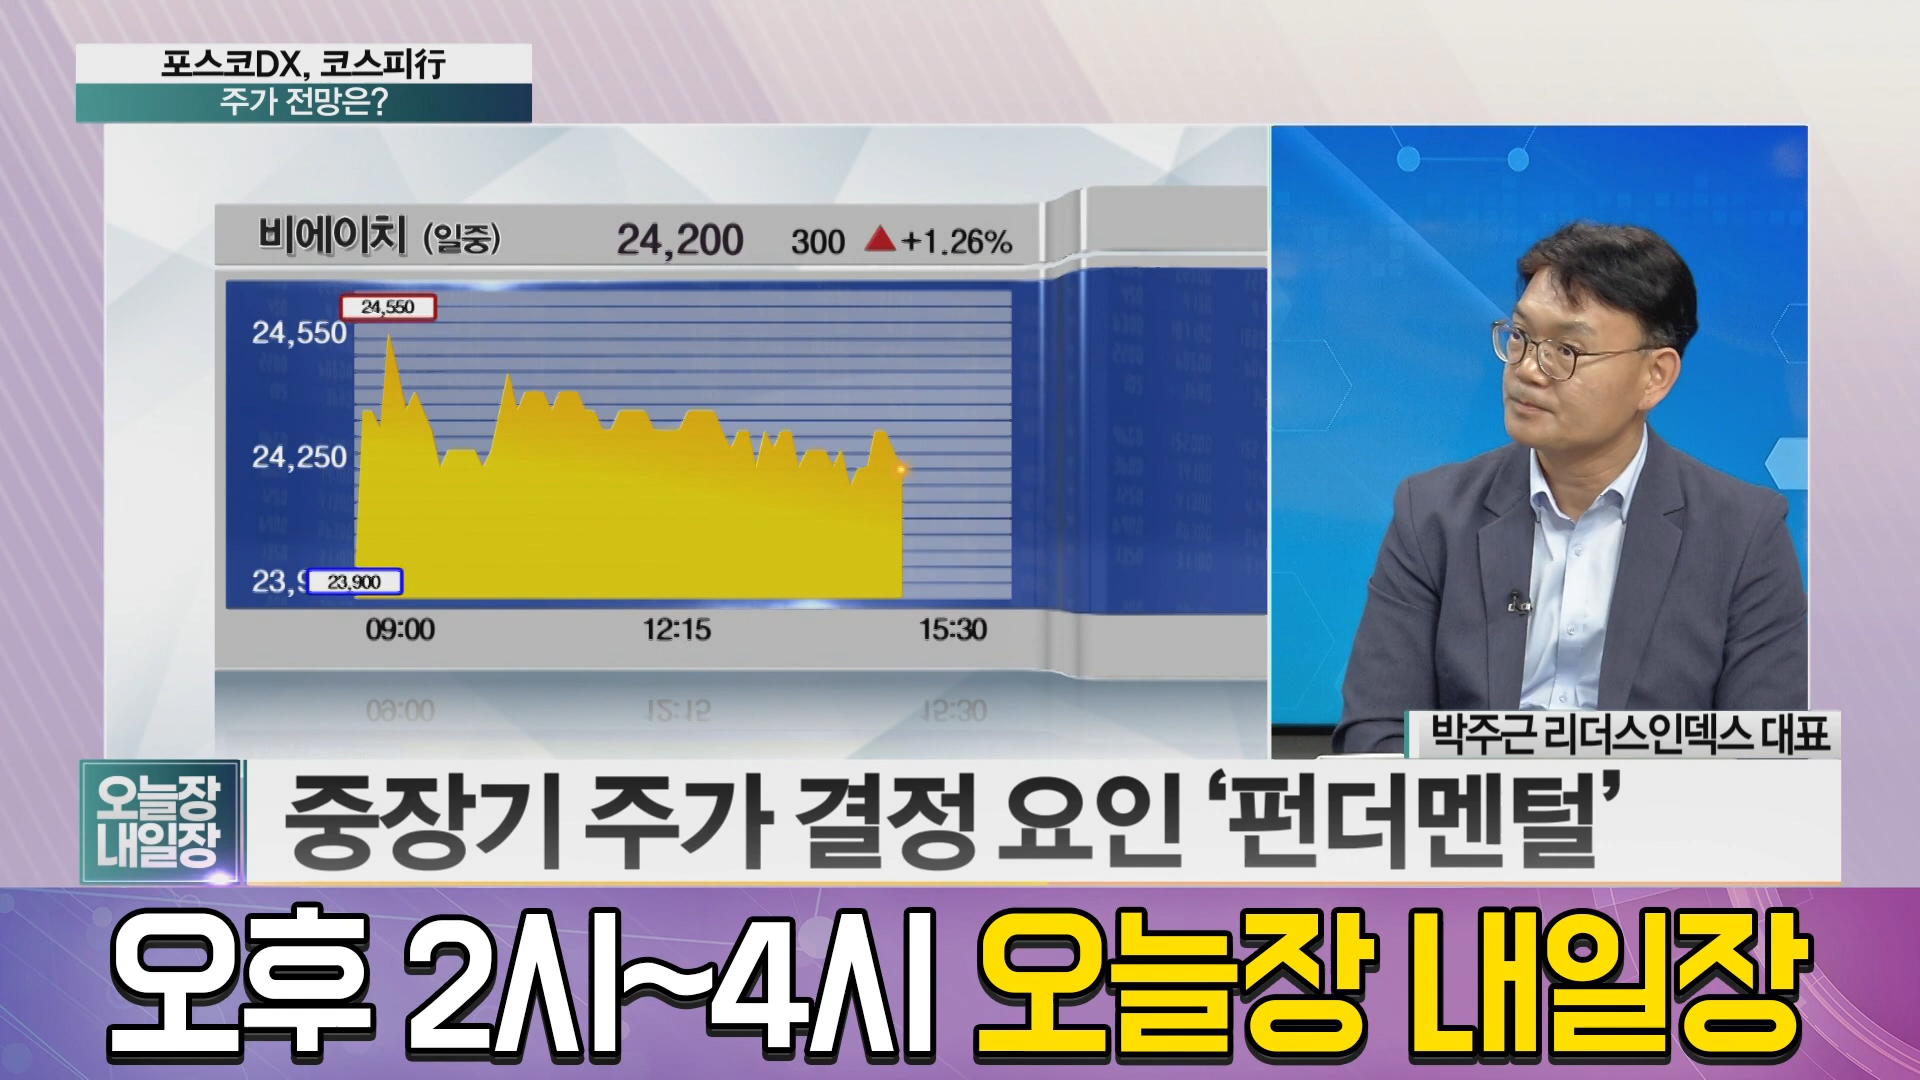 포스코DX, 코스피行
주가 전망은?
비에이치 (일중) 24,200 300 ▲+1.26%
24,550
24,550
24,250
23,9
23,900
09:00 12:15 15:30
박주근 리더스인덱스 대표
오늘장
내일장
중장기 주가 결정 요인 ‘펀더멘털’
오후 2시~4시 오늘장 내일장